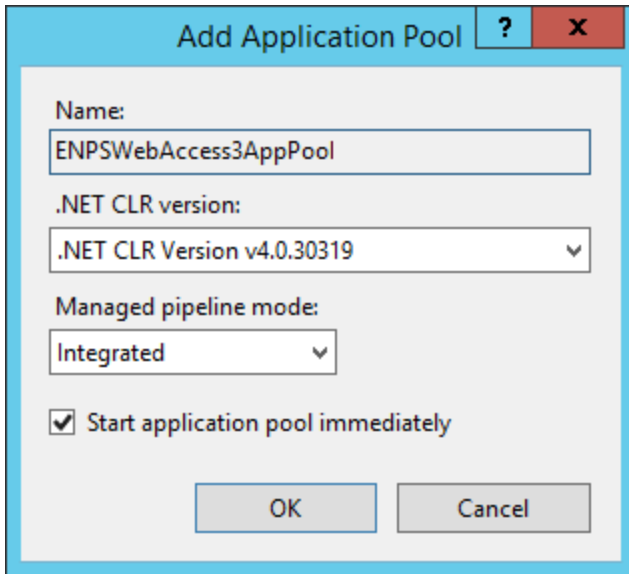 Add Application Pool ? x
Name:
ENPSWebAccess3AppPool
.NET CLR version:
.NET CLR Version v4.0.30319
Managed pipeline mode:
Integrated
Start application pool immediately
OK Cancel